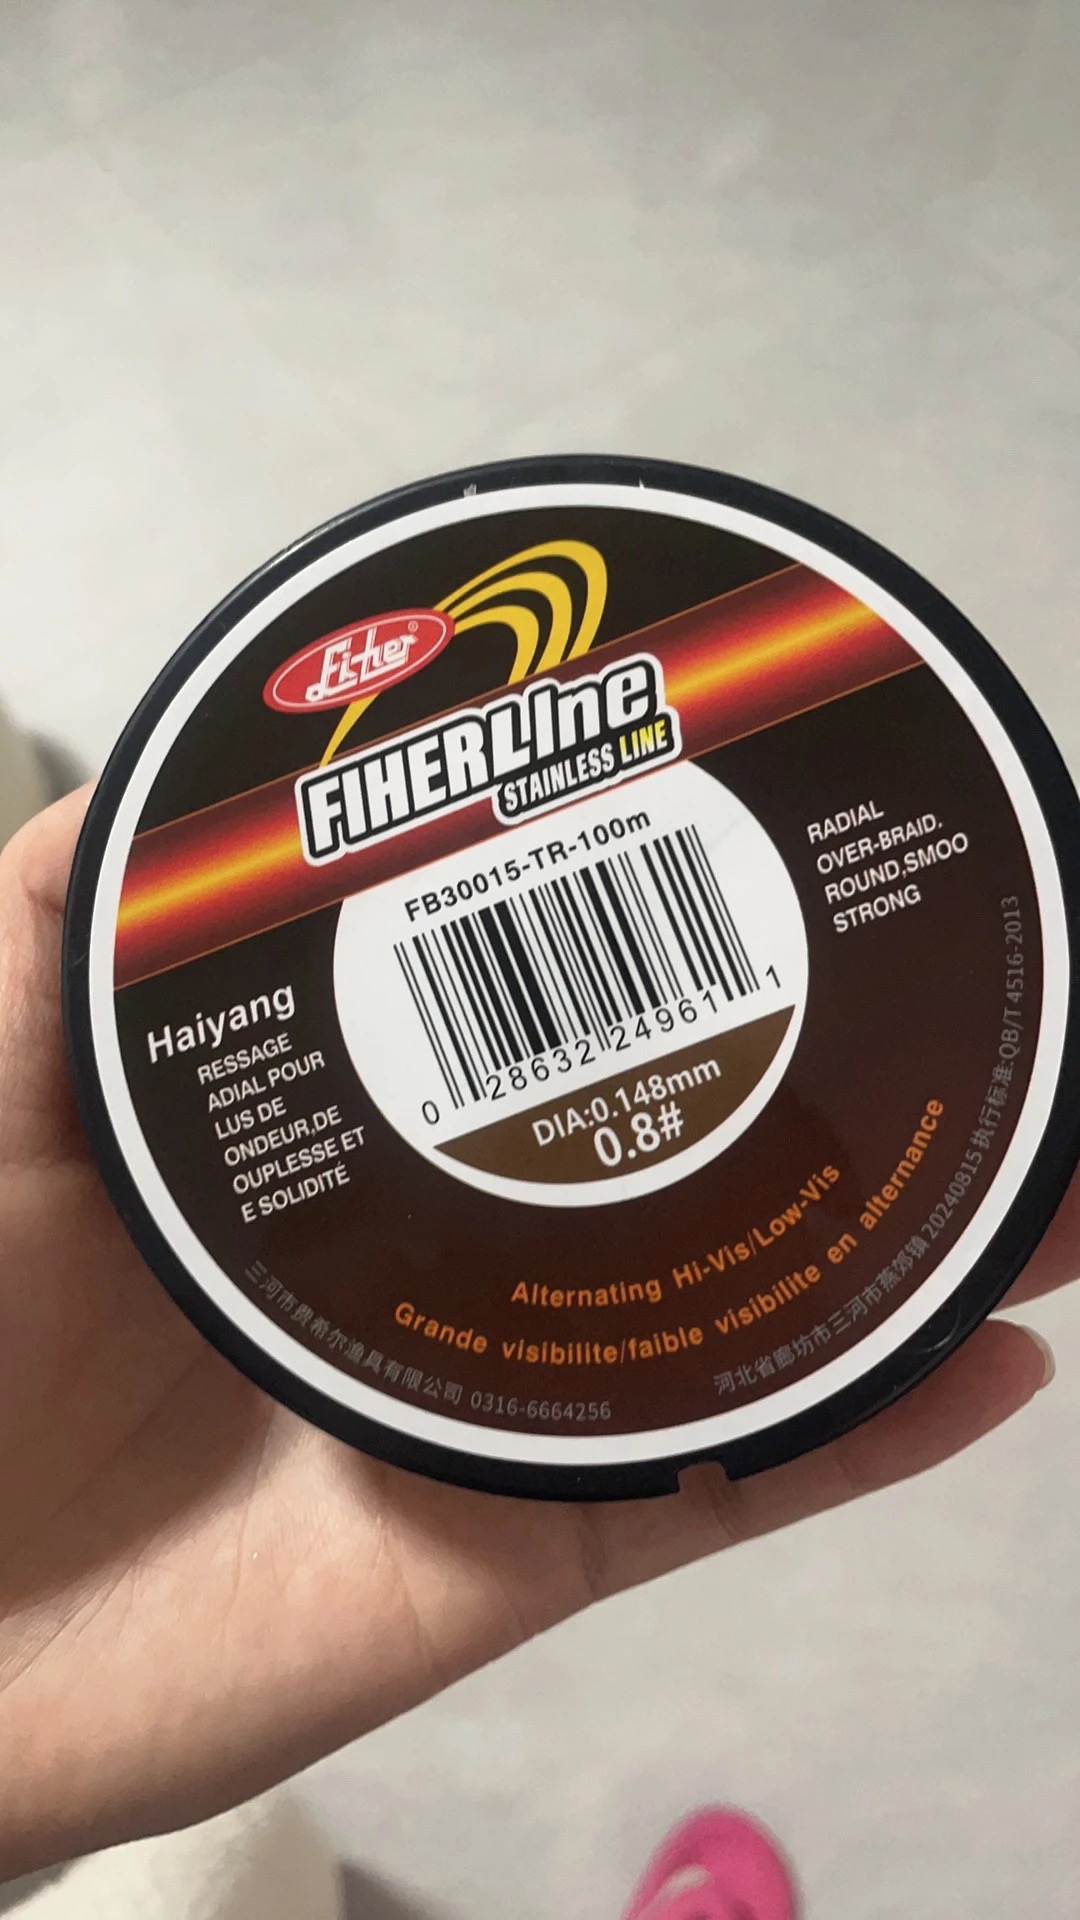 Fiher®
FIHERLIne
STAINLESS LINE
FB30015-TR-100m
0 28632 24961 1
DIA:0.148mm
0.8#
RADIAL
OVER-BRAID.
ROUND,SMOO
STRONG
Haiyang
RESSAGE
ADIAL POUR
LUS DE
ONDEUR,DE
OUPLESSE ET
E SOLIDITÉ
Alternating Hi-Vis/Low-Vis
Grande visibilite/faible visibilite en alternance
三河市费希尔渔具有限公司 0316-6664256
河北省廊坊市三河市燕郊镇 20240815 执行标准:QB/T 4516-2013